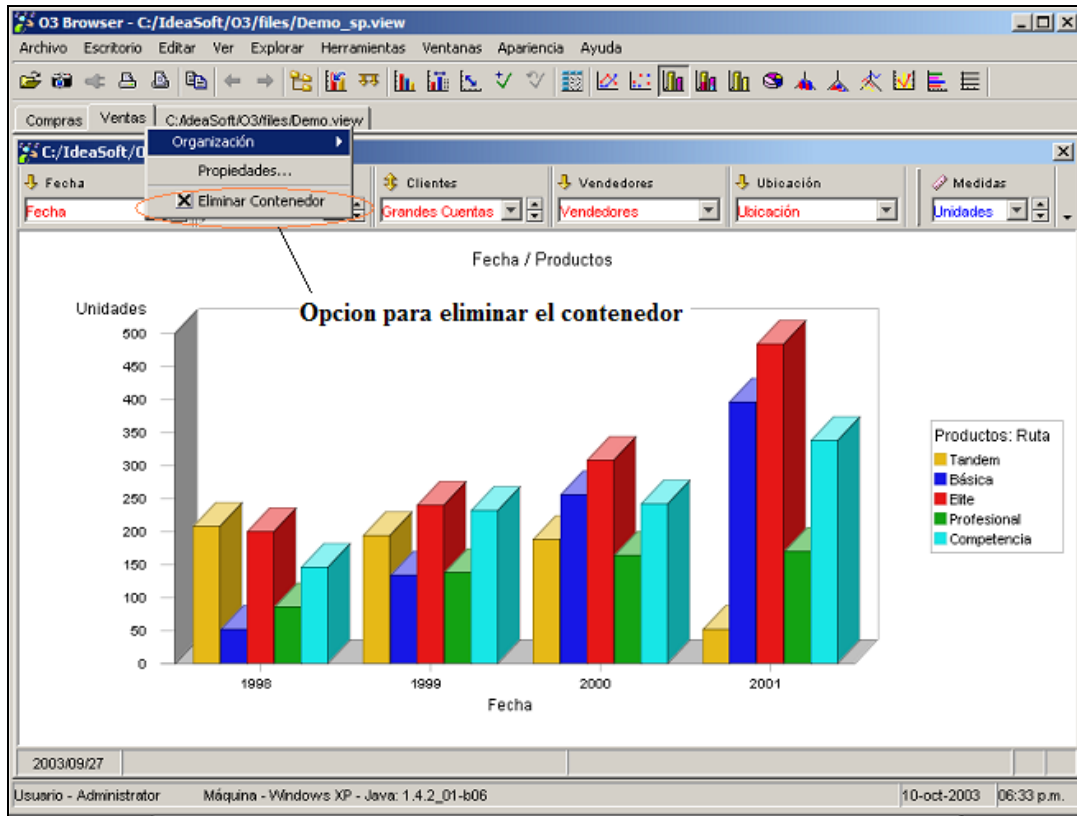 O3 Browser - C:/IdeaSoft/O3/files/Demo_sp.view
Archivo Escritorio Editar Ver Explorar Herramientas Ventanas Apariencia Ayuda
Compras Ventas C:/IdeaSoft/O3/files/Demo.view
C:/IdeaSoft/O
Organización
Propiedades...
Eliminar Contenedor
Fecha Clientes Vendedores Ubicación Medidas
Fecha Grandes Cuentas Vendedores Ubicación Unidades
Fecha / Productos
Opcion para eliminar el contenedor
Unidades
500
450
400
350
300
250
200
150
100
50
0
1998 1999 2000 2001
Fecha
Productos: Ruta
Tandem
Básica
Elite
Profesional
Competencia
2003/09/27
Usuario - Administrator Máquina - Windows XP - Java: 1.4.2_01-b06 10-oct-2003 06:33 p.m.